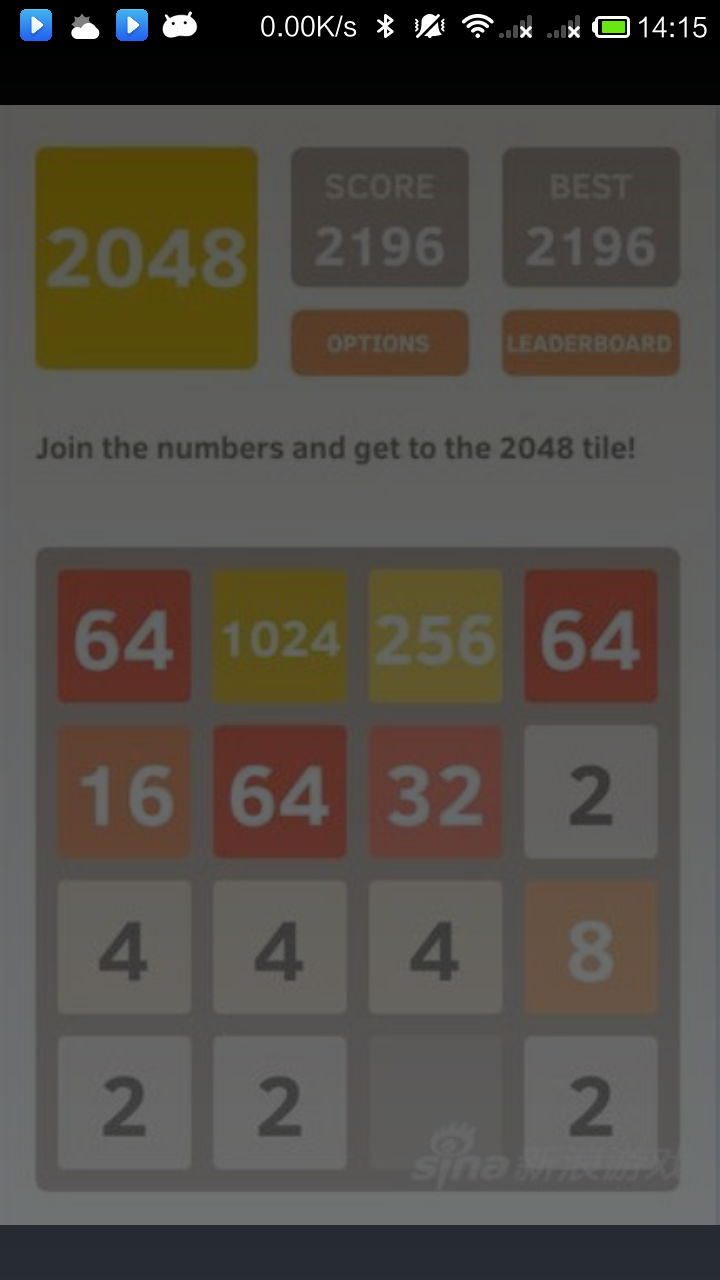 0.00K/s 14:15
2048
SCORE
2196
BEST
2196
OPTIONS
LEADERBOARD
Join the numbers and get to the 2048 tile!
64 1024 256 64
16 64 32 2
4 4 4 8
2 2 2
sina 新浪游戏